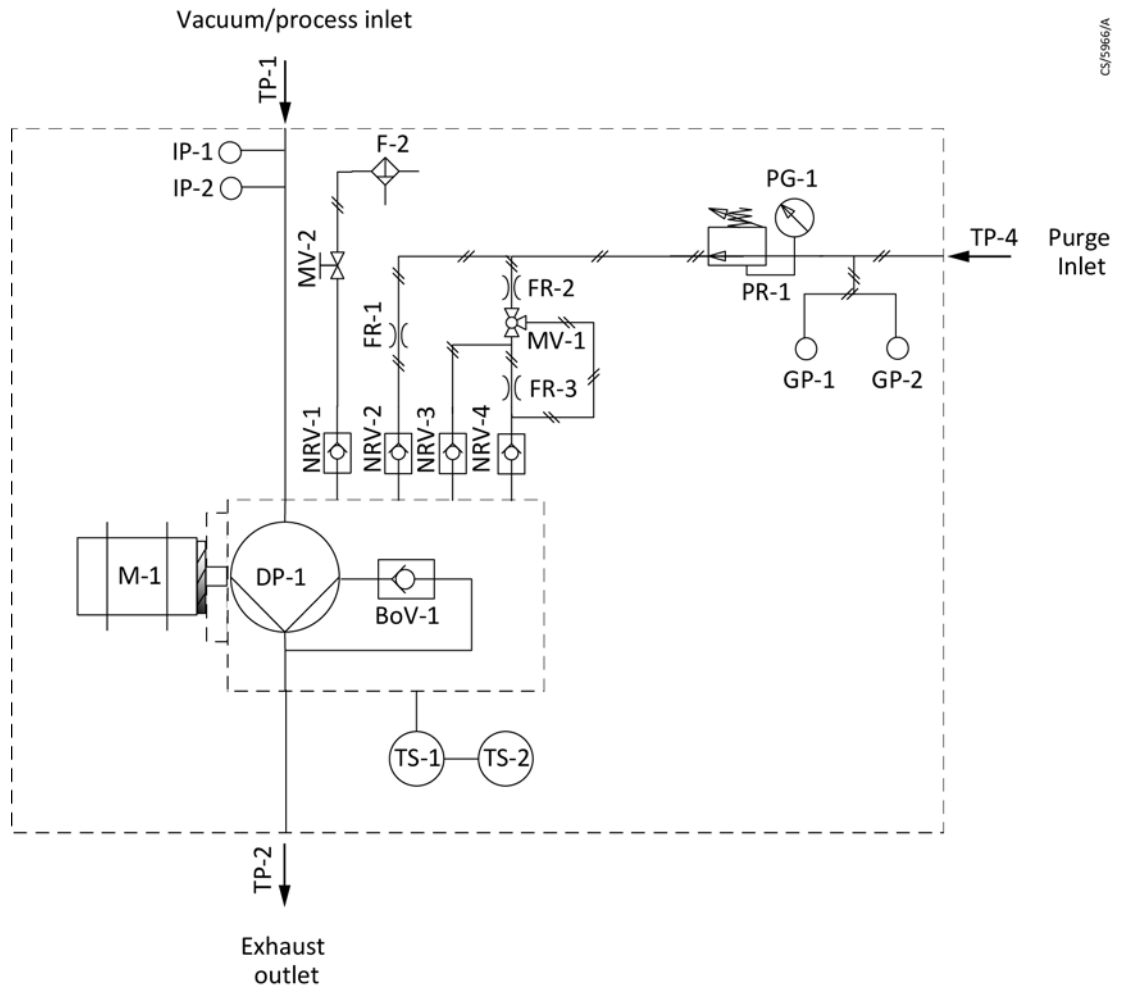 Vacuum/process inlet
CS/5966/A
TP-1
IP-1
F-2
IP-2
PG-1
MV-2
TP-4
Purge
Inlet
PR-1
FR-2
FR-1
MV-1
GP-1
GP-2
FR-3
NRV-1
NRV-2
NRV-3
NRV-4
M-1
DP-1
BoV-1
TS-1
TS-2
TP-2
Exhaust
outlet